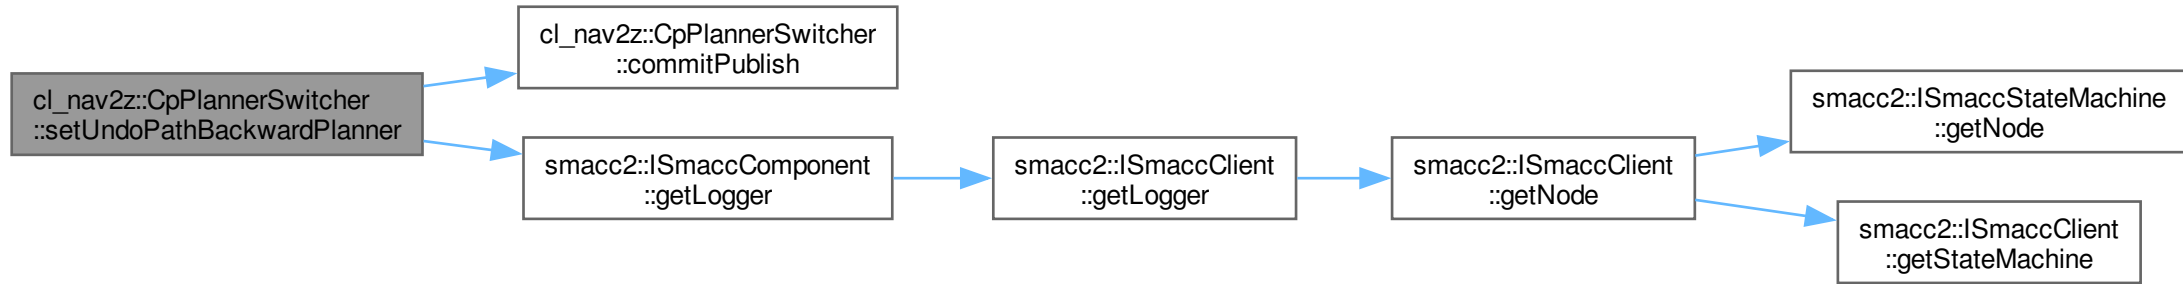 cl_nav2z::CpPlannerSwitcher
::setUndoPathBackwardPlanner
cl_nav2z::CpPlannerSwitcher
::commitPublish
smacc2::ISmaccComponent
::getLogger
smacc2::ISmaccClient
::getLogger
smacc2::ISmaccClient
::getNode
smacc2::ISmaccStateMachine
::getNode
smacc2::ISmaccClient
::getStateMachine